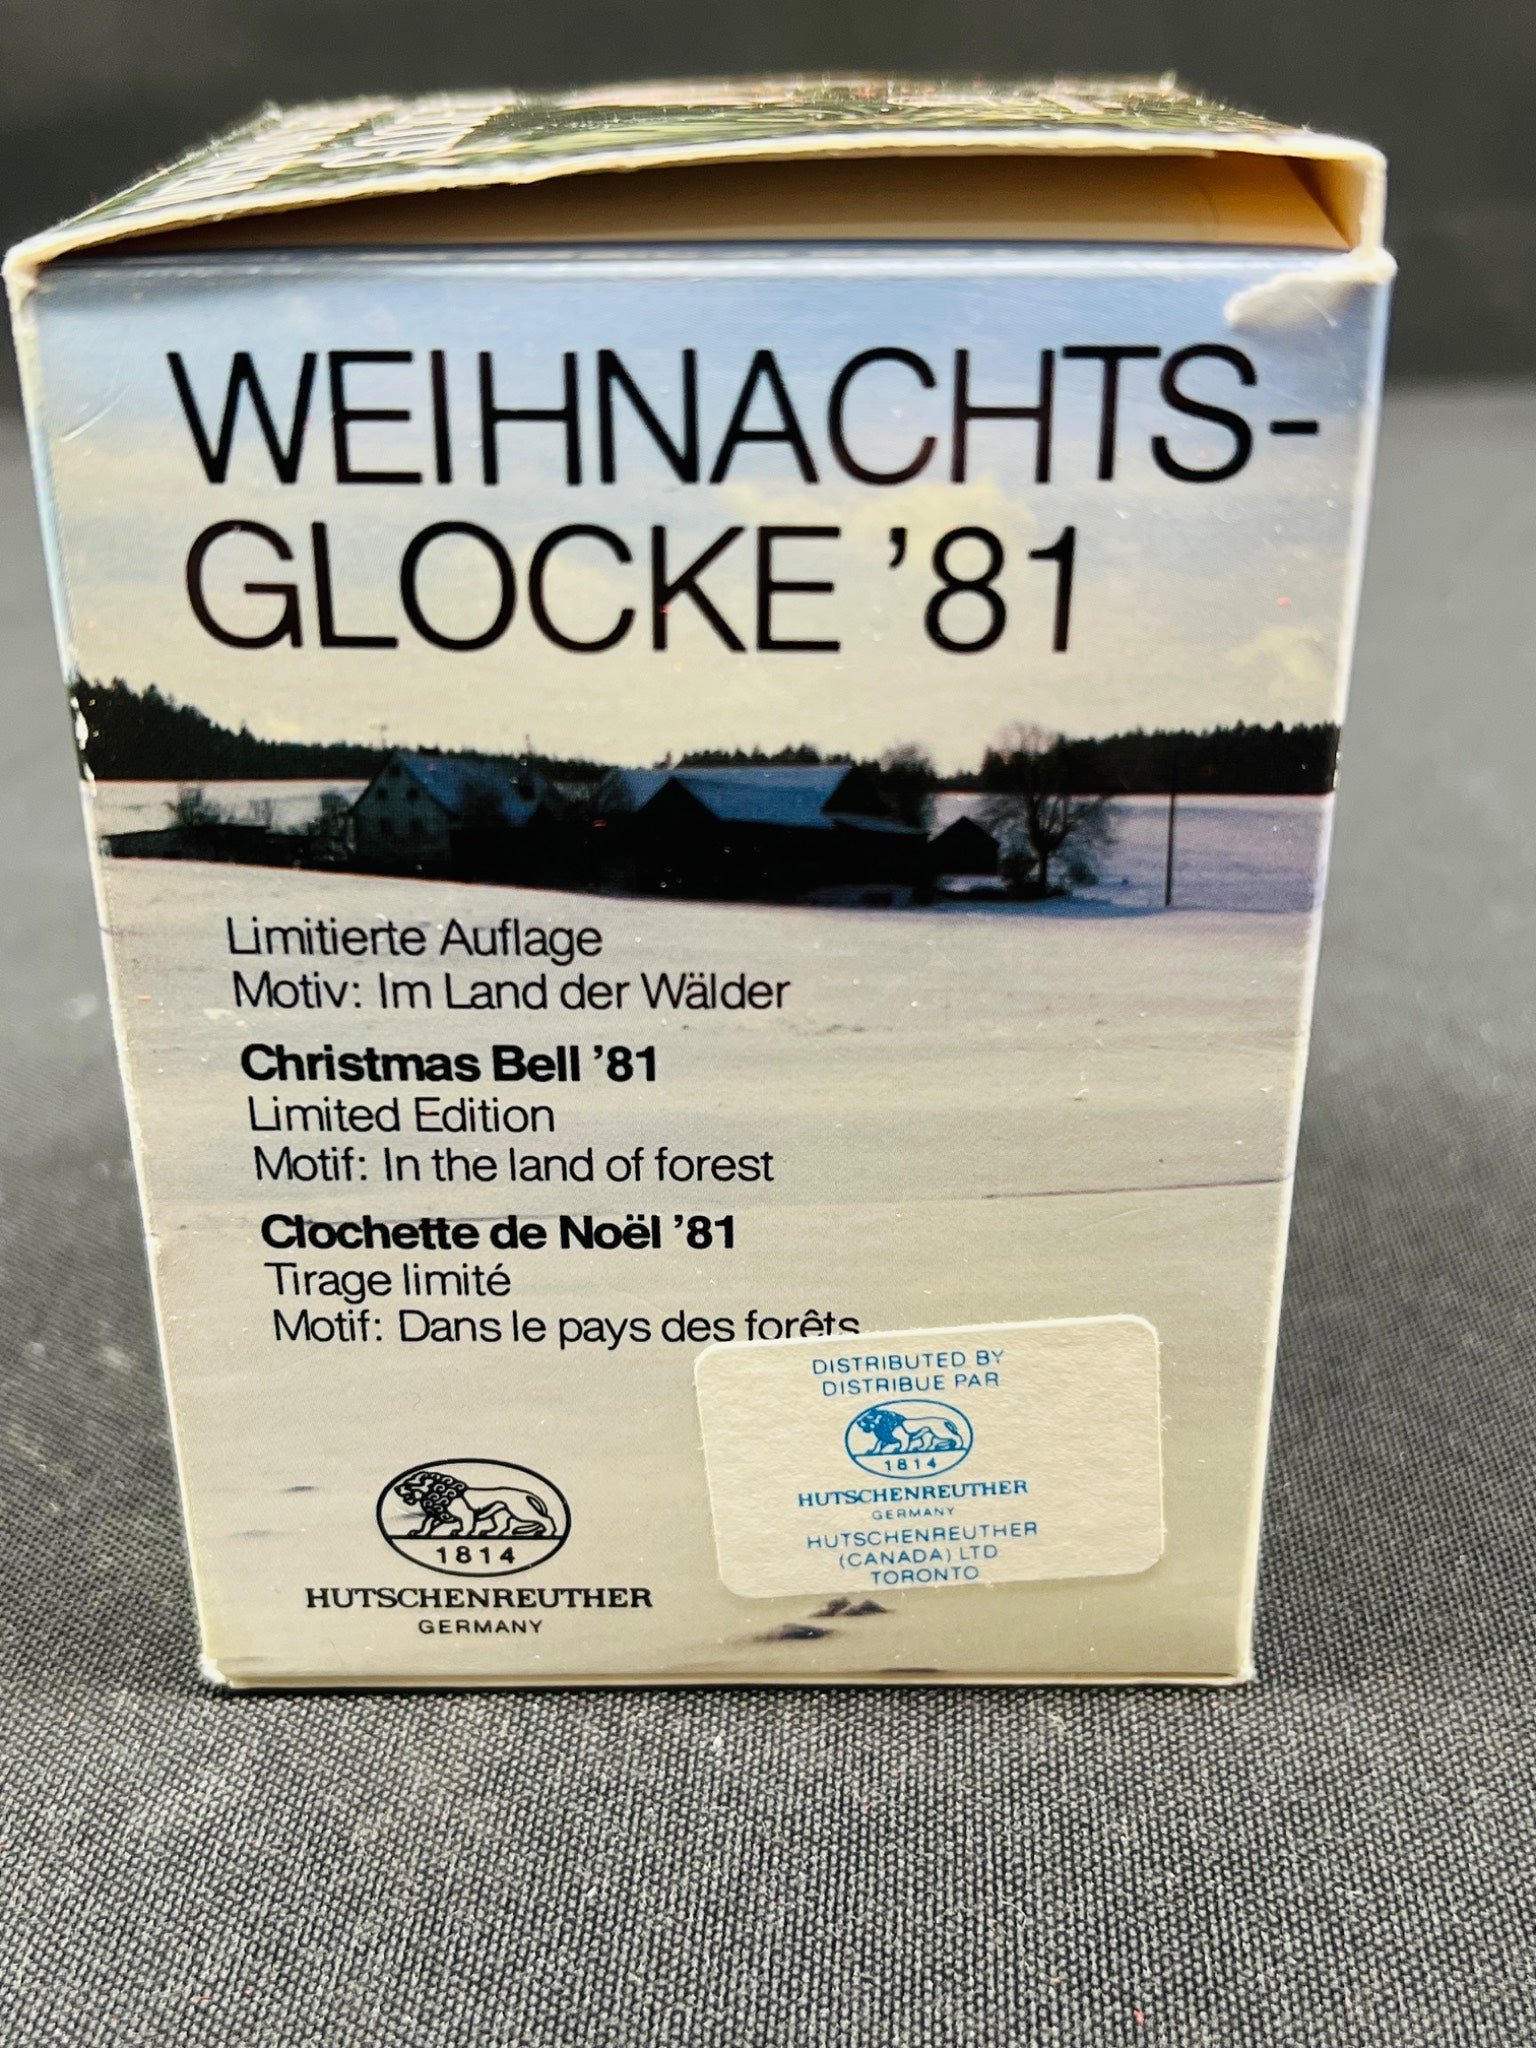 WEIHNACHTS-
GLOCKE '81
Limitierte Auflage
Motiv: Im Land der Wälder
Christmas Bell '81
Limited Edition
Motif: In the land of forest
Clochette de Noël '81
Tirage limité
Motif: Dans le pays des forêts
1814
HUTSCHENREUTHER
GERMANY
DISTRIBUTED BY
DISTRIBUE PAR
1814
HUTSCHENREUTHER
GERMANY
HUTSCHENREUTHER
(CANADA) LTD
TORONTO